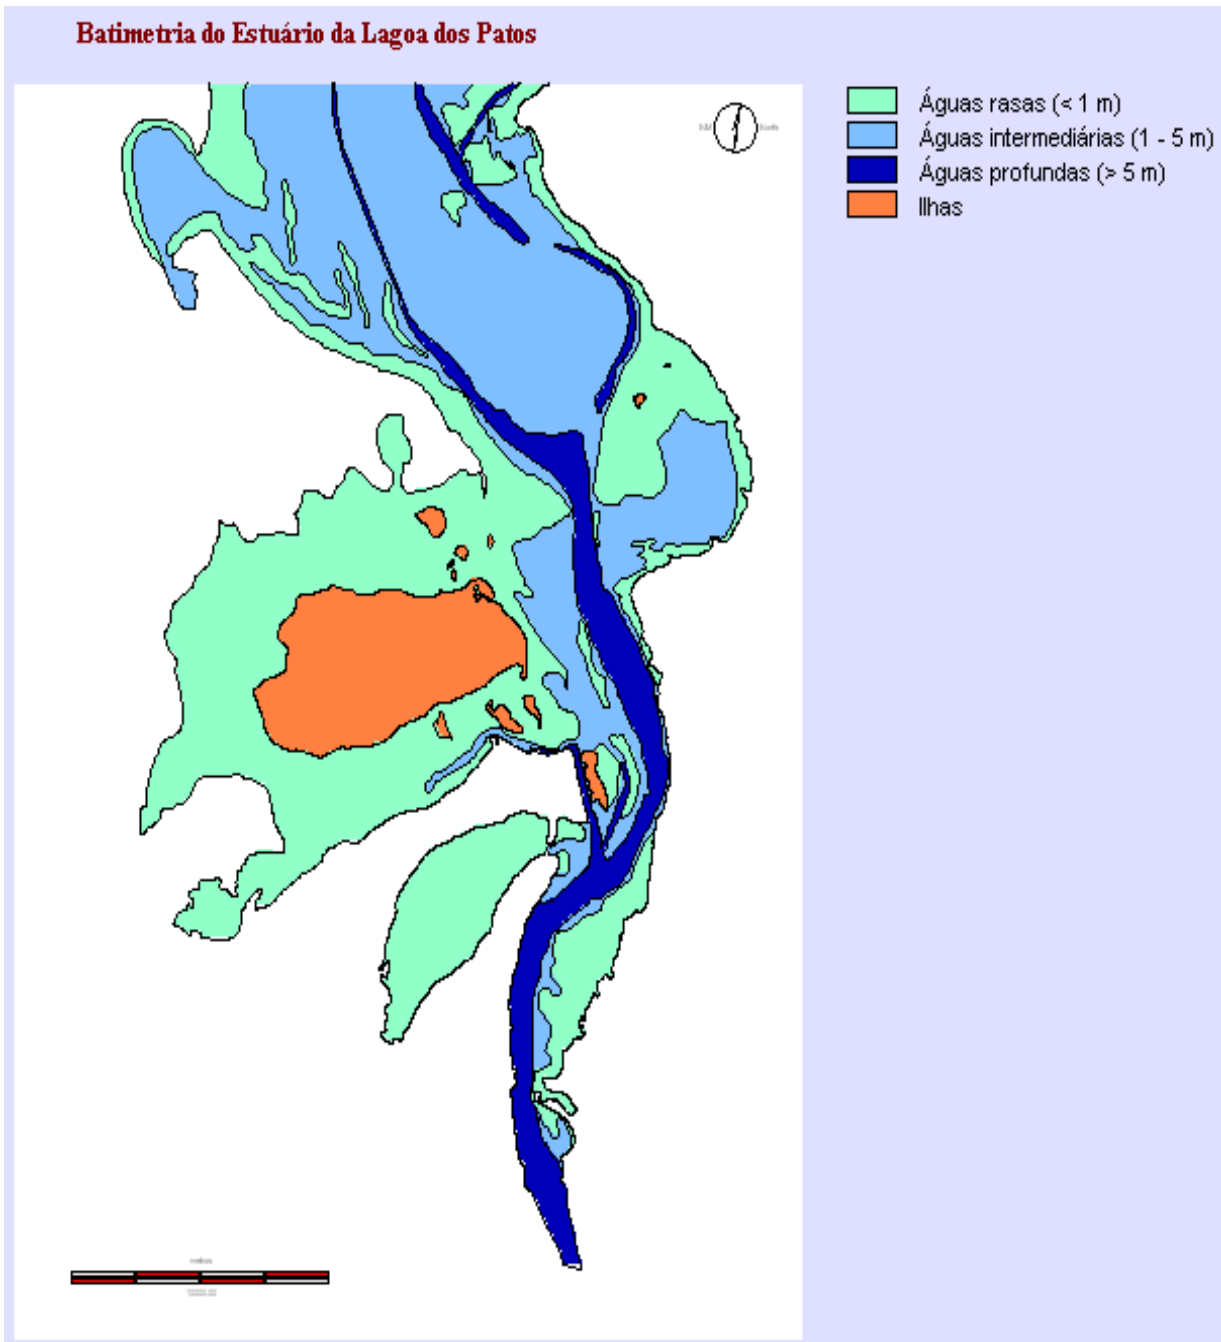 Batimetria do Estuário da Lagoa dos Patos
Águas rasas (< 1 m)
Águas intermediárias (1 - 5 m)
Águas profundas (> 5 m)
Ilhas